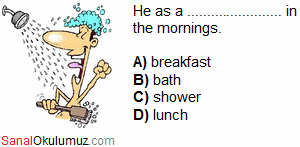 He as a .............................. in
the mornings.
A) breakfast
B) bath
C) shower
D) lunch
SanalOkulumuz.com